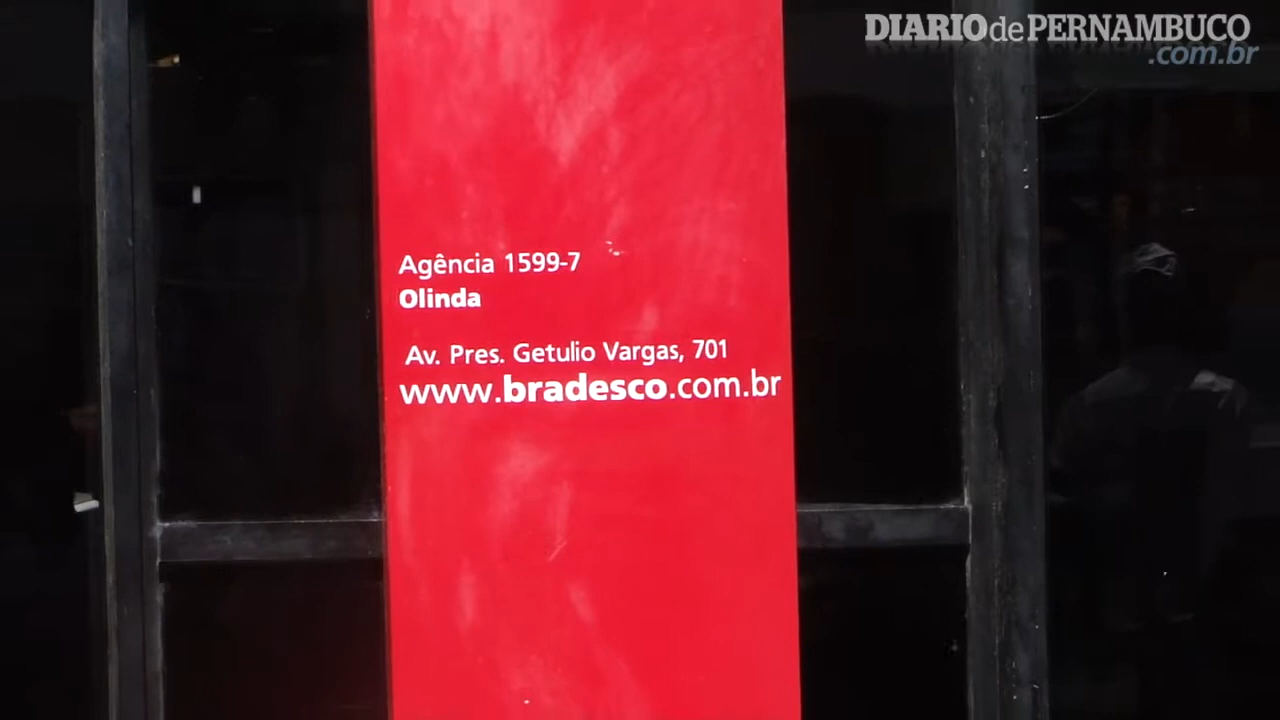 DIARIOdePERNAMBUCO
.com.br
Agência 1599-7
Olinda
Av. Pres. Getulio Vargas, 701
www.bradesco.com.br